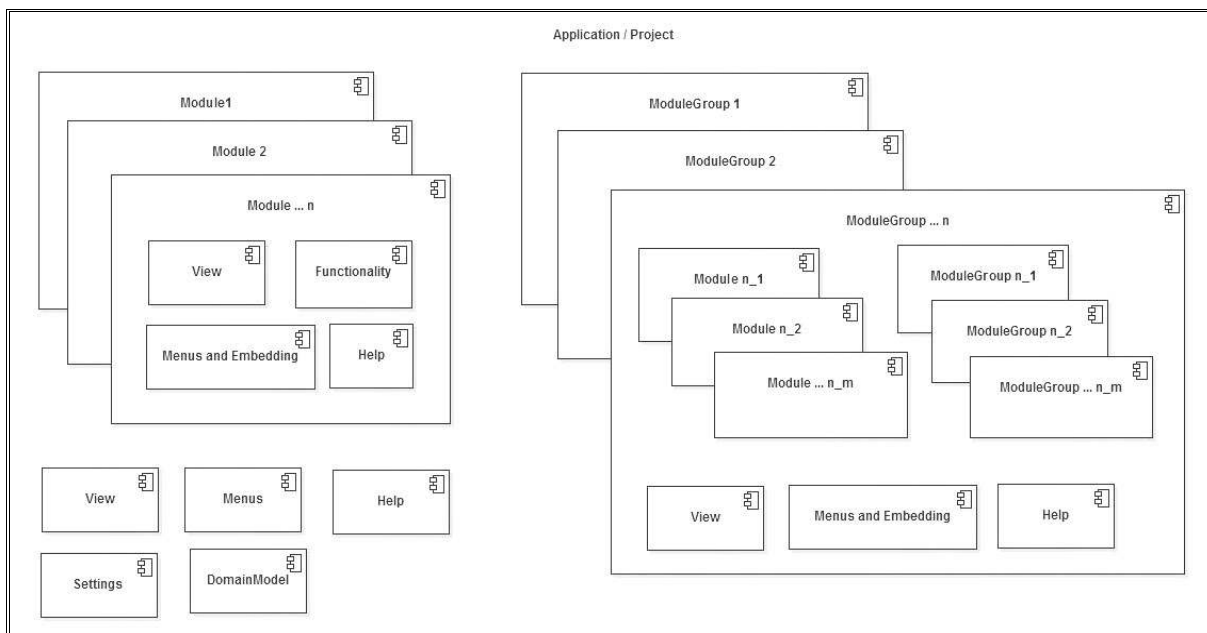 Application / Project
Module1
Module 2
Module ... n
View
Functionality
Menus and Embedding
Help
View
Menus
Help
Settings
DomainModel
ModuleGroup 1
ModuleGroup 2
ModuleGroup ... n
Module n_1
Module n_2
Module ... n_m
ModuleGroup n_1
ModuleGroup n_2
ModuleGroup ... n_m
View
Menus and Embedding
Help